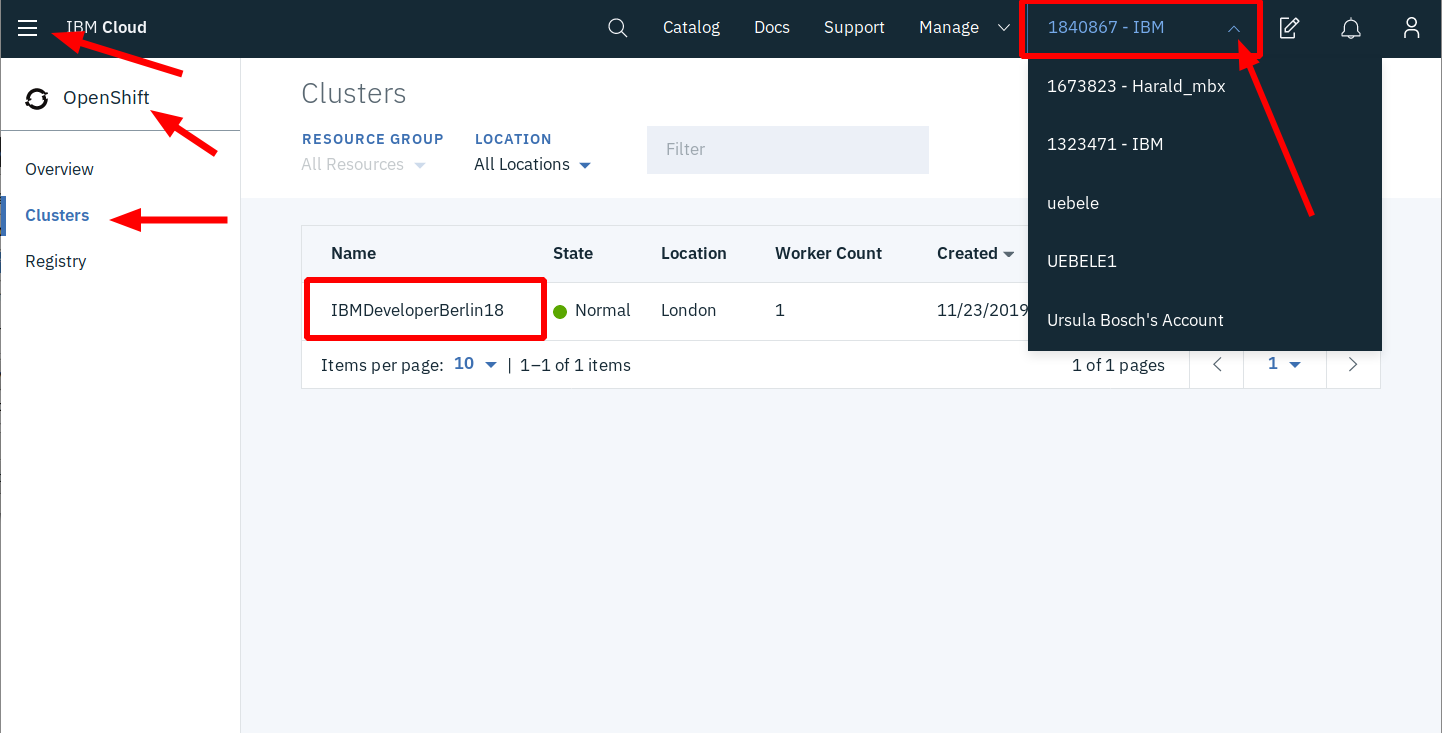 IBM Cloud
Catalog Docs Support Manage 1840867 - IBM
1673823 - Harald_mbx
1323471 - IBM
uebele
UEBELE1
Ursula Bosch's Account
OpenShift
Overview
Clusters
Registry
Clusters
RESOURCE GROUP LOCATION
All Resources All Locations Filter
Name State Location Worker Count Created
IBMDeveloperBerlin18 Normal London 1 11/23/2019
Items per page: 10 | 1–1 of 1 items 1 of 1 pages 1